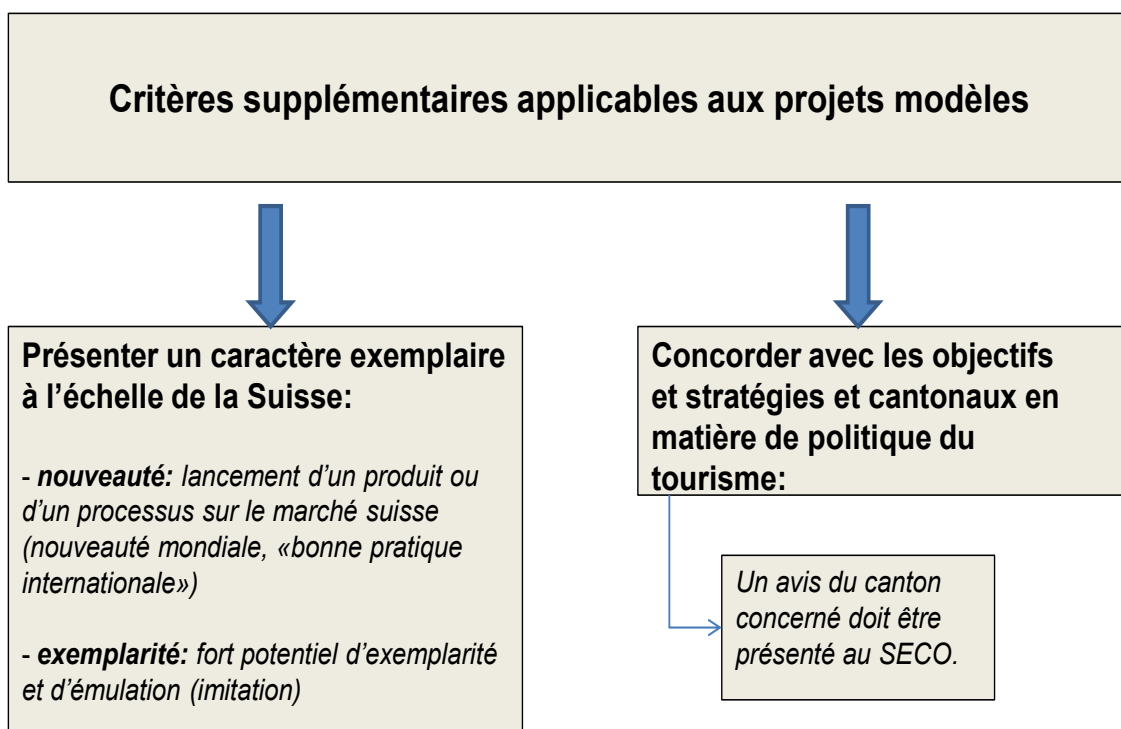 Critères supplémentaires applicables aux projets modèles
Présenter un caractère exemplaire
à l’échelle de la Suisse:
- nouveauté: lancement d’un produit ou
d’un processus sur le marché suisse
(nouveauté mondiale, «bonne pratique
internationale»)
- exemplarité: fort potentiel d’exemplarité
et d’émulation (imitation)
Concorder avec les objectifs
et stratégies et cantonaux en
matière de politique du
tourisme:
Un avis du canton
concerné doit être
présenté au SECO.